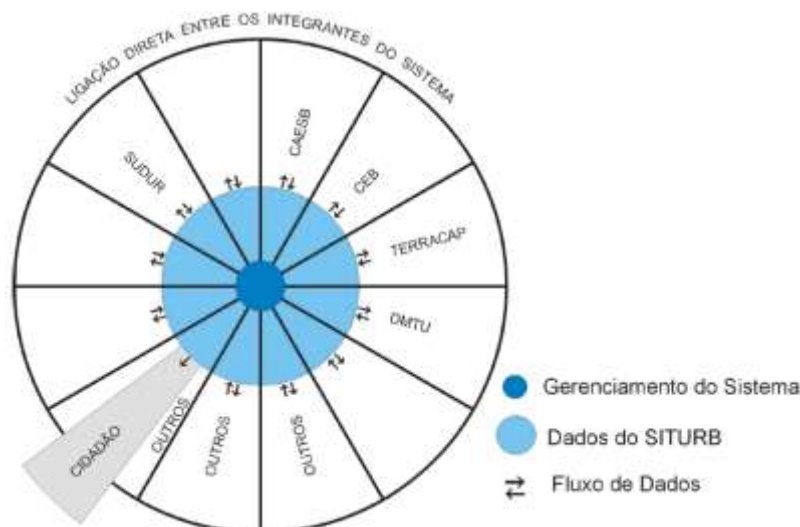 LIGAÇÃO DIRETA ENTRE OS INTEGRANTES DO SISTEMA
SUDUR
CAESB
CEB
TERRACAP
DMTU
OUTROS
OUTROS
OUTROS
CIDADÃO
Gerenciamento do Sistema
Dados do SITURB
Fluxo de Dados